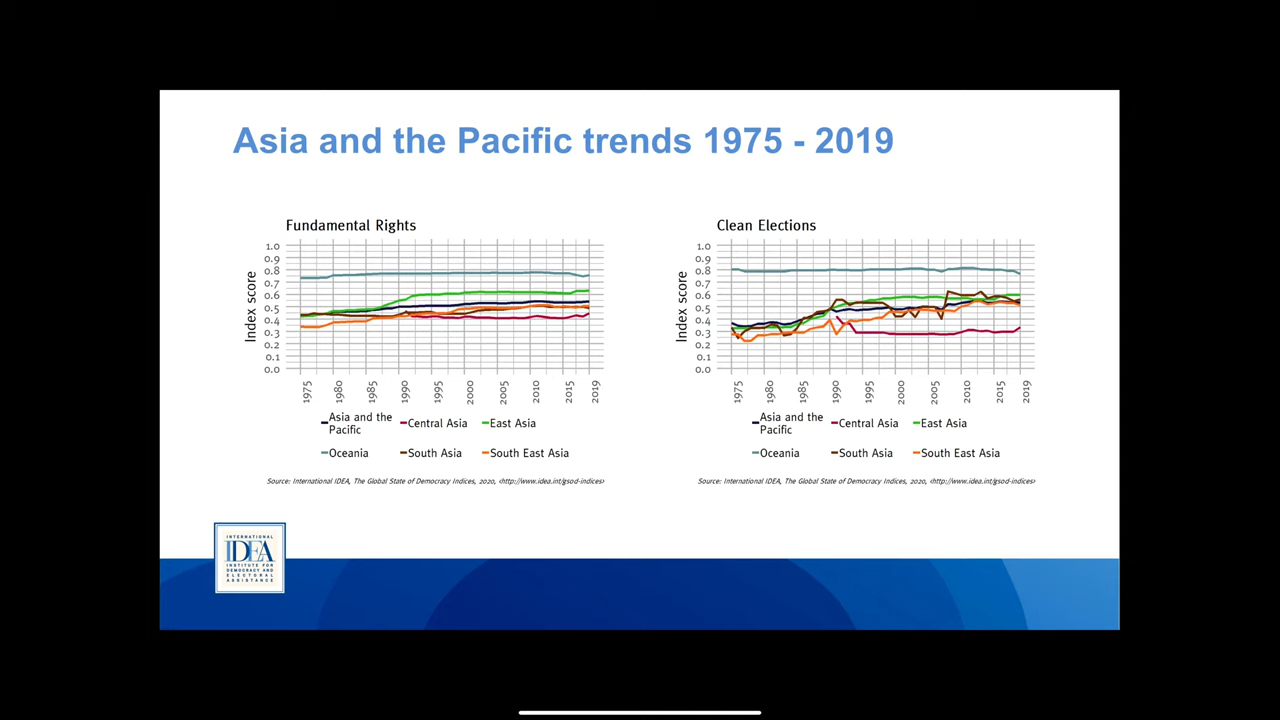 Asia and the Pacific trends 1975 - 2019
Fundamental Rights
Index score
1.0
0.9
0.8
0.7
0.6
0.5
0.4
0.3
0.2
0.1
0.0
1975
1980
1985
1990
1995
2000
2005
2010
2015
2019
Asia and the
Pacific
Central Asia
East Asia
Oceania
South Asia
South East Asia
Source: International IDEA, The Global State of Democracy Indices, 2020, <http://www.idea.int/gsod-indices>
Clean Elections
Index score
1.0
0.9
0.8
0.7
0.6
0.5
0.4
0.3
0.2
0.1
0.0
1975
1980
1985
1990
1995
2000
2005
2010
2015
2019
Asia and the
Pacific
Central Asia
East Asia
Oceania
South Asia
South East Asia
Source: International IDEA, The Global State of Democracy Indices, 2020, <http://www.idea.int/gsod-indices>
INTERNATIONAL
IDEA
INSTITUTE FOR
DEMOCRACY AND
ELECTORAL
ASSISTANCE